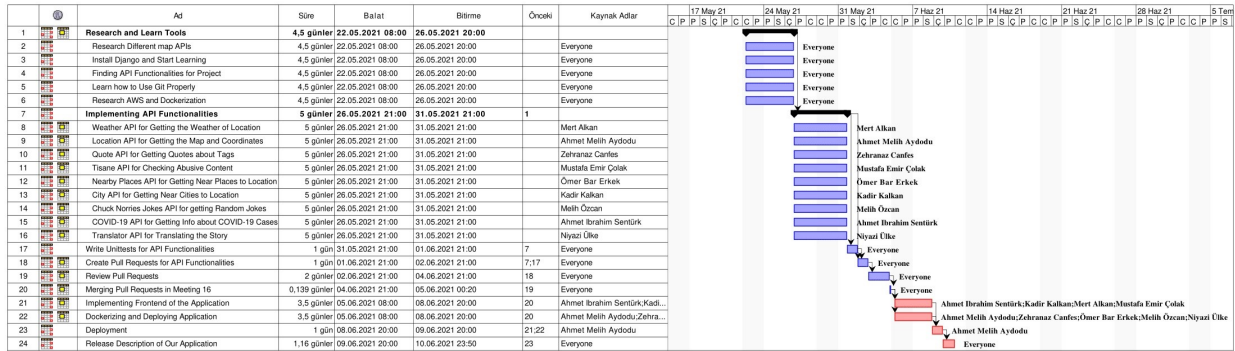 Ad Süre Balat Bitirme Önceki Kaynak Adlar
17 May 21 24 May 21 31 May 21 7 Haz 21 14 Haz 21 21 Haz 21 28 Haz 21 5 Tem
C P P S Ç P C C P P S Ç P C C P P S Ç P C C P P S Ç P C C P P S Ç P C C P P S Ç P C C P P S Ç P C C P P S
1 Research and Learn Tools 4,5 günler 22.05.2021 08:00 26.05.2021 20:00
2 Research Different map APIs 4,5 günler 22.05.2021 08:00 26.05.2021 20:00 Everyone Everyone
3 Install Django and Start Learning 4,5 günler 22.05.2021 08:00 26.05.2021 20:00 Everyone Everyone
4 Finding API Functionalities for Project 4,5 günler 22.05.2021 08:00 26.05.2021 20:00 Everyone Everyone
5 Learn how to Use Git Properly 4,5 günler 22.05.2021 08:00 26.05.2021 20:00 Everyone Everyone
6 Research AWS and Dockerization 4,5 günler 22.05.2021 08:00 26.05.2021 20:00 Everyone Everyone
7 Implementing API Functionalities 5 günler 26.05.2021 21:00 31.05.2021 21:00 1
8 Weather API for Getting the Weather of Location 5 günler 26.05.2021 21:00 31.05.2021 21:00 Mert Alkan Mert Alkan
9 Location API for Getting the Map and Coordinates 5 günler 26.05.2021 21:00 31.05.2021 21:00 Ahmet Melih Aydodu Ahmet Melih Aydodu
10 Quote API for Getting Quotes about Tags 5 günler 26.05.2021 21:00 31.05.2021 21:00 Zehranaz Canfes Zehranaz Canfes
11 Tisane API for Checking Abusive Content 5 günler 26.05.2021 21:00 31.05.2021 21:00 Mustafa Emir Çolak Mustafa Emir Çolak
12 Nearby Places API for Getting Near Places to Location 5 günler 26.05.2021 21:00 31.05.2021 21:00 Ömer Bar Erkek Ömer Bar Erkek
13 City API for Getting Near Cities to Location 5 günler 26.05.2021 21:00 31.05.2021 21:00 Kadir Kalkan Kadir Kalkan
14 Chuck Norries Jokes API for getting Random Jokes 5 günler 26.05.2021 21:00 31.05.2021 21:00 Melih Özcan Melih Özcan
15 COVID-19 API for Getting Info about COVID-19 Cases 5 günler 26.05.2021 21:00 31.05.2021 21:00 Ahmet Ibrahim Sentürk Ahmet Ibrahim Sentürk
16 Translator API for Translating the Story 5 günler 26.05.2021 21:00 31.05.2021 21:00 Niyazi Ülke Niyazi Ülke
17 Write Unittests for API Functionalities 1 gün 31.05.2021 21:00 01.06.2021 21:00 7 Everyone Everyone
18 Create Pull Requests for API Functionalities 1 gün 01.06.2021 21:00 02.06.2021 21:00 7;17 Everyone Everyone
19 Review Pull Requests 2 günler 02.06.2021 21:00 04.06.2021 21:00 18 Everyone Everyone
20 Merging Pull Requests in Meeting 16 0,139 günler 04.06.2021 21:00 05.06.2021 00:20 19 Everyone Everyone
21 Implementing Frontend of the Application 3,5 günler 05.06.2021 08:00 08.06.2021 20:00 20 Ahmet Ibrahim Sentürk;Kadi... Ahmet Ibrahim Sentürk;Kadir Kalkan;Mert Alkan;Mustafa Emir Çolak
22 Dockerizing and Deploying Application 3,5 günler 05.06.2021 08:00 08.06.2021 20:00 20 Ahmet Melih Aydodu;Zehra... Ahmet Melih Aydodu;Zehranaz Canfes;Ömer Bar Erkek;Melih Özcan;Niyazi Ülke
23 Deployment 1 gün 08.06.2021 20:00 09.06.2021 20:00 21;22 Ahmet Melih Aydodu Ahmet Melih Aydodu
24 Release Description of Our Application 1,16 günler 09.06.2021 20:00 10.06.2021 23:50 23 Everyone Everyone